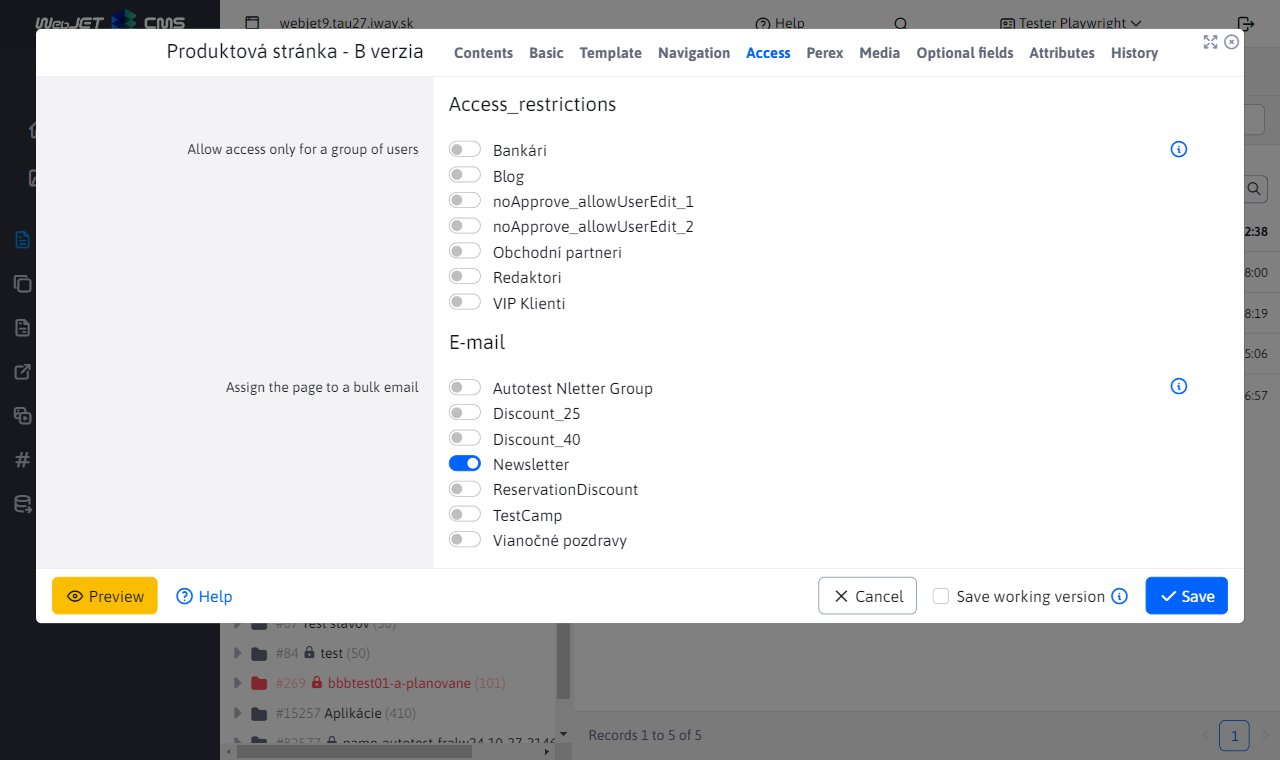 WebJET CMS
webjet9.tau27.iway.sk
Help
Tester Playwright
Produktová stránka - B verzia
Contents
Basic
Template
Navigation
Access
Perex
Media
Optional fields
Attributes
History
Access_restrictions
Allow access only for a group of users
Bankári
Blog
noApprove_allowUserEdit_1
noApprove_allowUserEdit_2
Obchodní partneri
Redaktori
VIP Klienti
E-mail
Assign the page to a bulk email
Autotest Nletter Group
Discount_25
Discount_40
Newsletter
ReservationDiscount
TestCamp
Vianočné pozdravy
2:38
8:00
8:19
5:06
6:57
Preview
Help
Cancel
Save working version
Save
#67 Test stavov
#84 test (50)
#269 bbbtest01-a-planovane (101)
#15257 Aplikácie (410)
Records 1 to 5 of 5
1